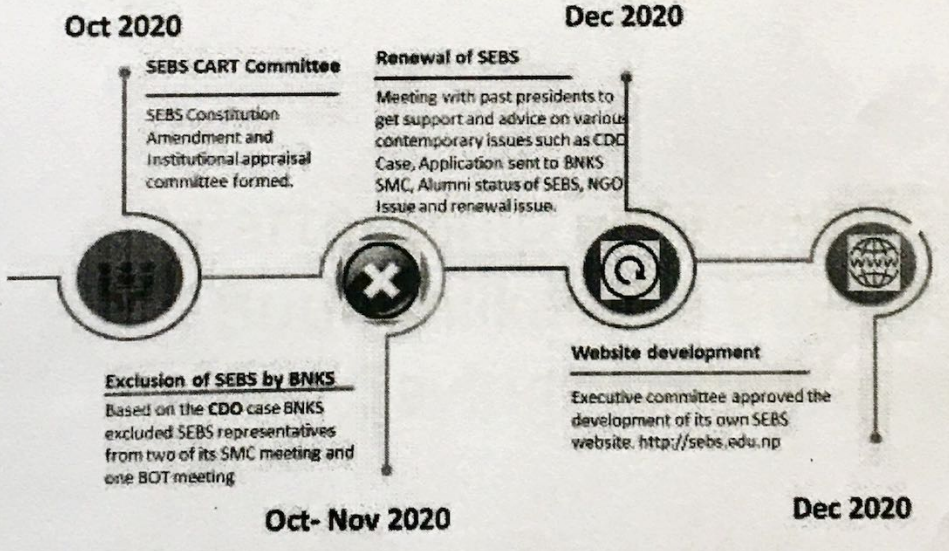 Oct 2020
SEBS CART Committee
SEBS Constitution
Amendment and
Institutional appraisal
committee formed.
Exclusion of SEBS by BNKS
Based on the CDO case BNKS
excluded SEBS representatives
from two of its SMC meeting and
one BOT meeting
Oct- Nov 2020
Dec 2020
Renewal of SEBS
Meeting with past presidents to
get support and advice on various
contemporary issues such as CDO
Case, Application sent to BNKS
SMC, Alumni status of SEBS, NGO
Issue and renewal issue.
Website development
Executive committee approved the
development of its own SEBS
website. http://sebs.edu.np
WWW
Dec 2020